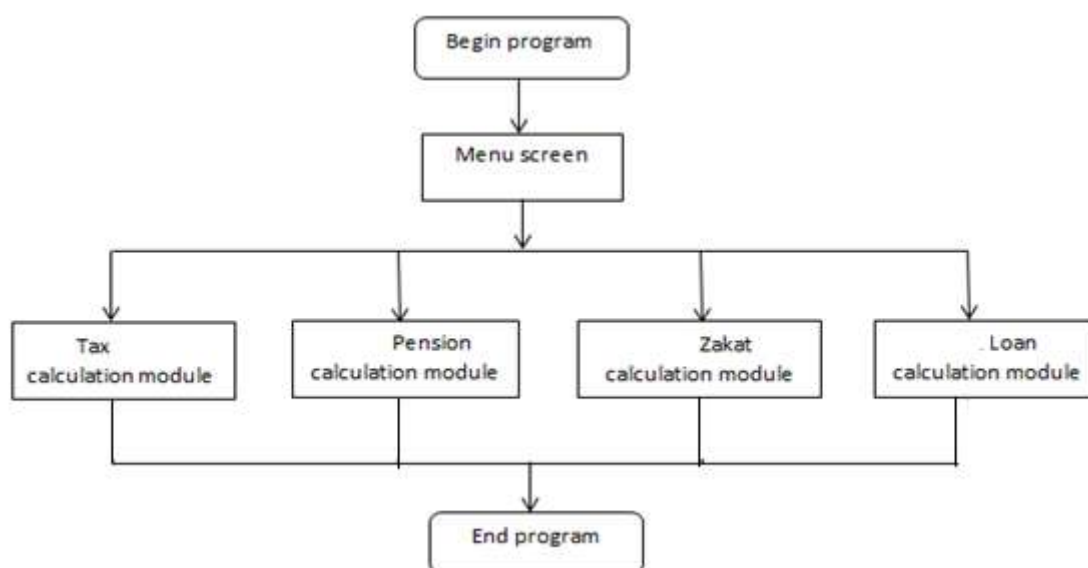 Begin program
Menu screen
Tax
calculation module
Pension
calculation module
Zakat
calculation module
. Loan
calculation module
End program